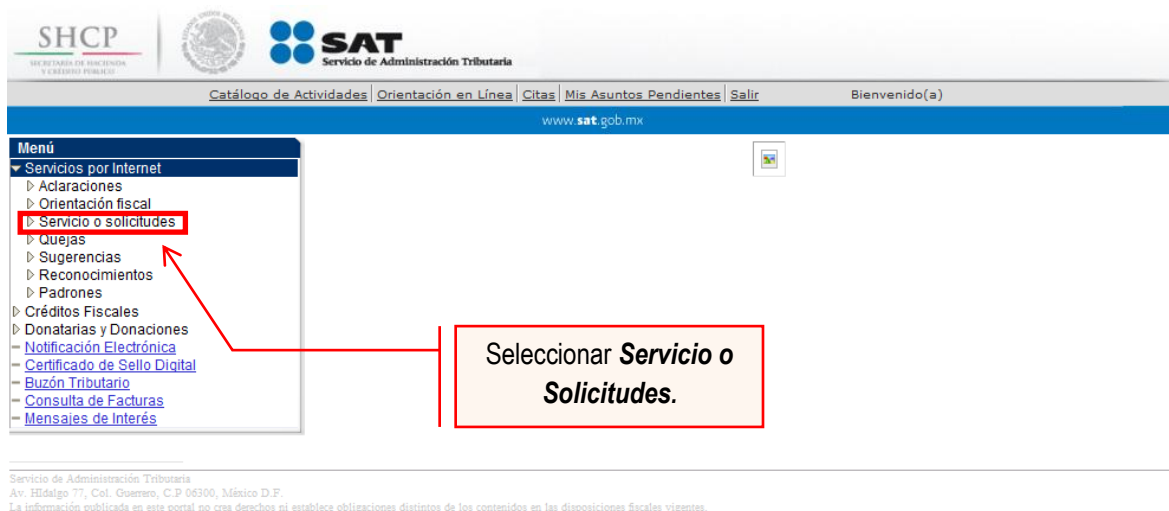 SHCP
SECRETARÍA DE HACIENDA
Y CRÉDITO PÚBLICO
SAT
Servicio de Administración Tributaria
Catálogo de Actividades Orientación en Línea Citas Mis Asuntos Pendientes Salir Bienvenido(a)
www.sat.gob.mx
Menú
Servicios por Internet
Aclaraciones
Orientación fiscal
Servicio o solicitudes
Quejas
Sugerencias
Reconocimientos
Padrones
Créditos Fiscales
Donatarias y Donaciones
Notificación Electrónica
Certificado de Sello Digital
Buzón Tributario
Consulta de Facturas
Mensajes de Interés
Seleccionar Servicio o
Solicitudes.
Servicio de Administración Tributaria
Av. HIdalgo 77, Col. Guerrero, C.P 06300, México D.F.
La información publicada en este portal no crea derechos ni establece obligaciones distintos de los contenidos en las disposiciones fiscales vigentes.